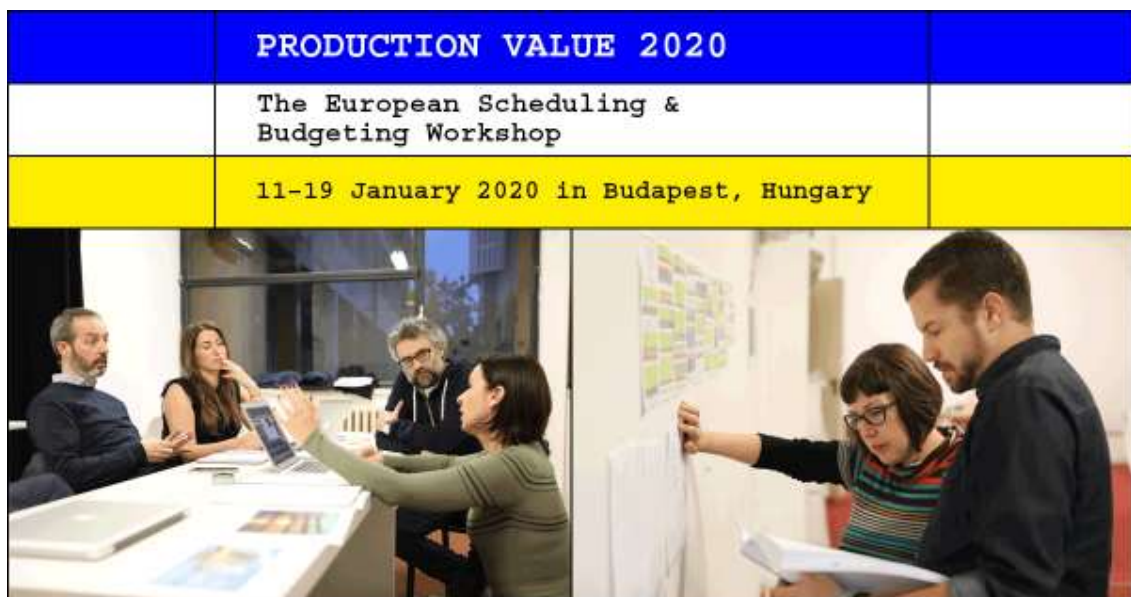 PRODUCTION VALUE 2020
The European Scheduling &
Budgeting Workshop
11-19 January 2020 in Budapest, Hungary